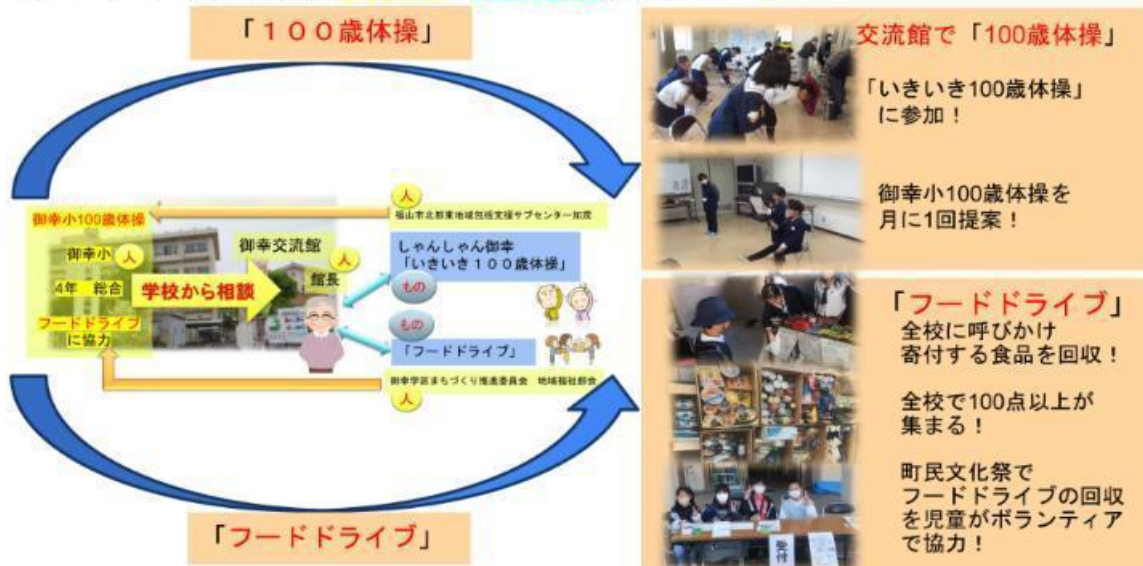 「１００歳体操」
人
福山市北部東地域包括支援サブセンター加茂
御幸小100歳体操
御幸小
人
4年　総合
学校から相談
フードドライブ
に協力
御幸交流館
人
館長
しゃんしゃん御幸
「いきいき１００歳体操」
もの
もの
「フードドライブ」
御幸学区まちづくり推進委員会　地域福祉部会
人
「フードドライブ」
交流館で「100歳体操」
「いきいき100歳体操」
に参加！
御幸小100歳体操を
月に1回提案！
「フードドライブ」
全校に呼びかけ
寄付する食品を回収！
全校で100点以上が
集まる！
町民文化祭で
フードドライブの回収
を児童がボランティア
で協力！
受付